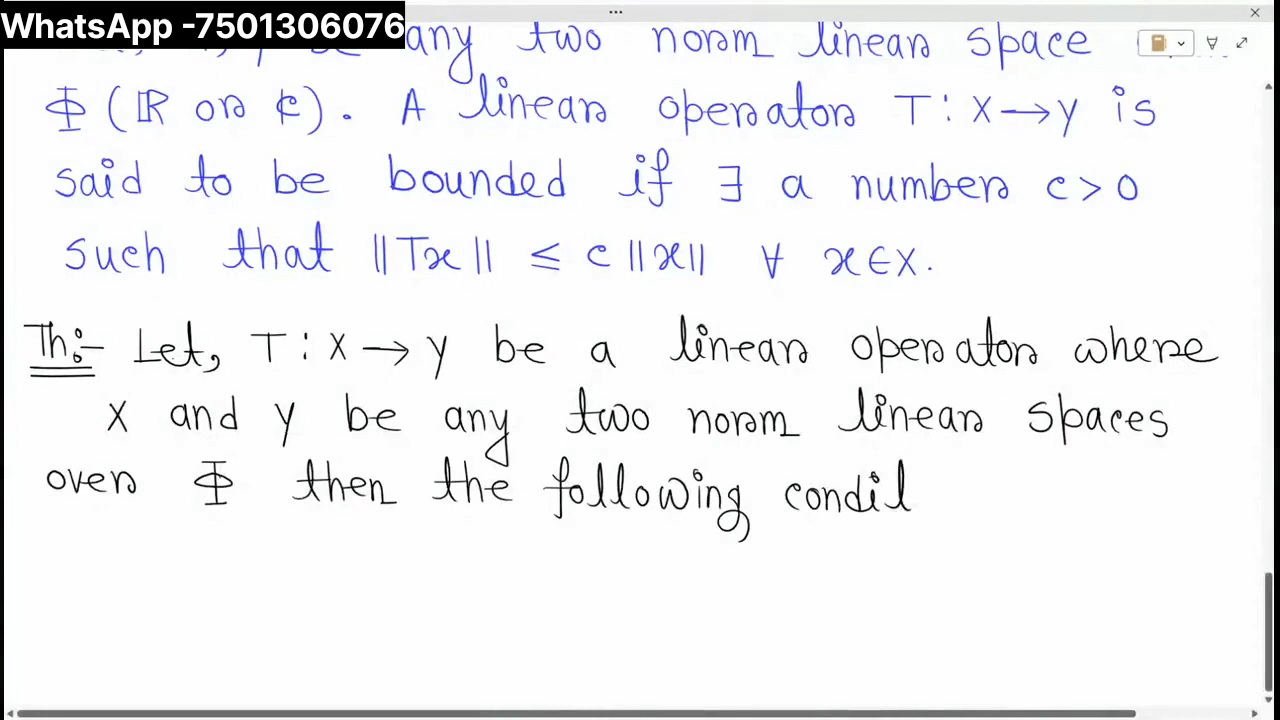 WhatsApp -7501306076
any two norm linear space
Φ (ℝ or ₵). A linear operator T : X → Y is
said to be bounded if ∃ a number c > 0
such that ||Tx|| ≤ c ||x|| ∀ x ∈ X.
Th:- Let, T : X → Y be a linear operator where
X and Y be any two norm linear spaces
over Φ then the following condil